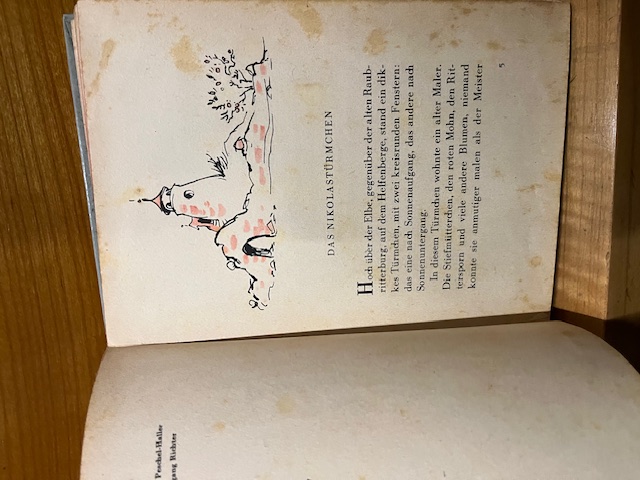 Peschel-Haller
gang Richter
DAS NIKOLASTÜRMCHEN
Hoch über der Elbe, gegenüber der alten Raub-
ritterburg, auf dem Helfenberge, stand ein dik-
kes Türmchen, mit zwei kreisrunden Fenstern:
das eine nach Sonnenaufgang, das andere nach
Sonnenuntergang.
In diesem Türmchen wohnte ein alter Maler.
Die Stiefmütterchen, den roten Mohn, den Rit-
tersporn und viele andere Blumen, niemand
konnte sie anmutiger malen als der Meister
5